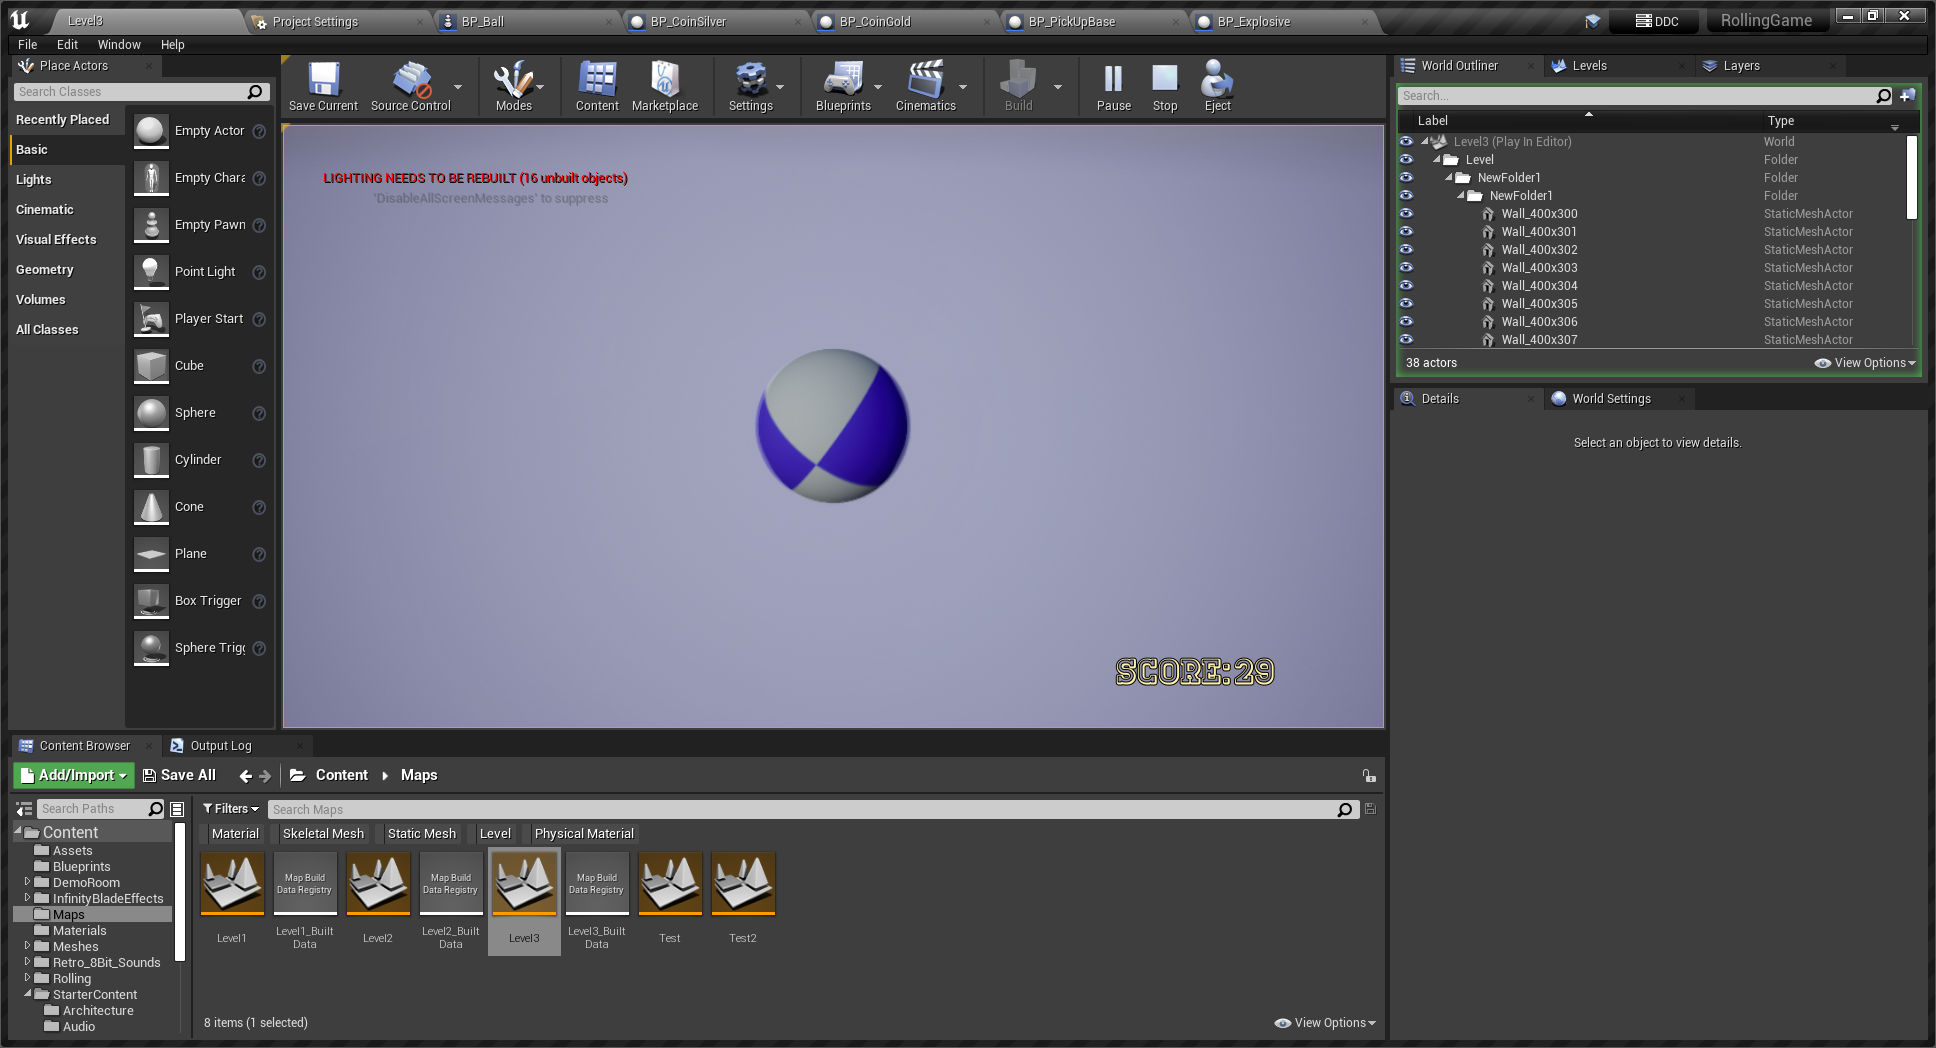 Level3
Project Settings
BP_Ball
BP_CoinSilver
BP_CoinGold
BP_PickUpBase
BP_Explosive
DDC
RollingGame
File Edit Window Help
Place Actors
Search Classes
Recently Placed
Basic
Lights
Cinematic
Visual Effects
Geometry
Volumes
All Classes
Empty Actor
Empty Chara
Empty Pawn
Point Light
Player Start
Cube
Sphere
Cylinder
Cone
Plane
Box Trigger
Sphere Trigg
Save Current
Source Control
Modes
Content
Marketplace
Settings
Blueprints
Cinematics
Build
Pause
Stop
Eject
LIGHTING NEEDS TO BE REBUILT (16 unbuilt objects)
'DisableAllScreenMessages' to suppress
SCORE:29
World Outliner
Levels
Layers
Search...
Label Type
Level3 (Play In Editor) World
Level Folder
NewFolder1 Folder
NewFolder1 Folder
Wall_400x300 StaticMeshActor
Wall_400x301 StaticMeshActor
Wall_400x302 StaticMeshActor
Wall_400x303 StaticMeshActor
Wall_400x304 StaticMeshActor
Wall_400x305 StaticMeshActor
Wall_400x306 StaticMeshActor
Wall_400x307 StaticMeshActor
38 actors
View Options
Details
World Settings
Select an object to view details.
Content Browser
Output Log
Add/Import
Save All
Content
Maps
Search Paths
Content
Assets
Blueprints
DemoRoom
InfinityBladeEffects
Maps
Materials
Meshes
Retro_8Bit_Sounds
Rolling
StarterContent
Architecture
Audio
Filters
Search Maps
Material
Skeletal Mesh
Static Mesh
Level
Physical Material
Level1
Map Build
Data Registry
Level1_Built
Data
Level2
Map Build
Data Registry
Level2_Built
Data
Level3
Map Build
Data Registry
Level3_Built
Data
Test
Test2
8 items (1 selected)
View Options